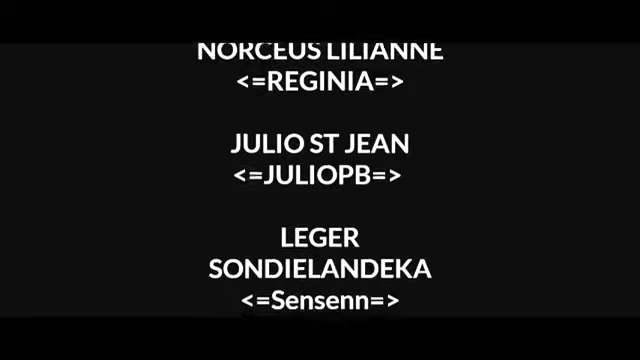 NORCEUS LILIANNE
<=REGINIA=>
JULIO ST JEAN
<=JULIOPB=>
LEGER
SONDIELANDEKA
<=Sensenn=>